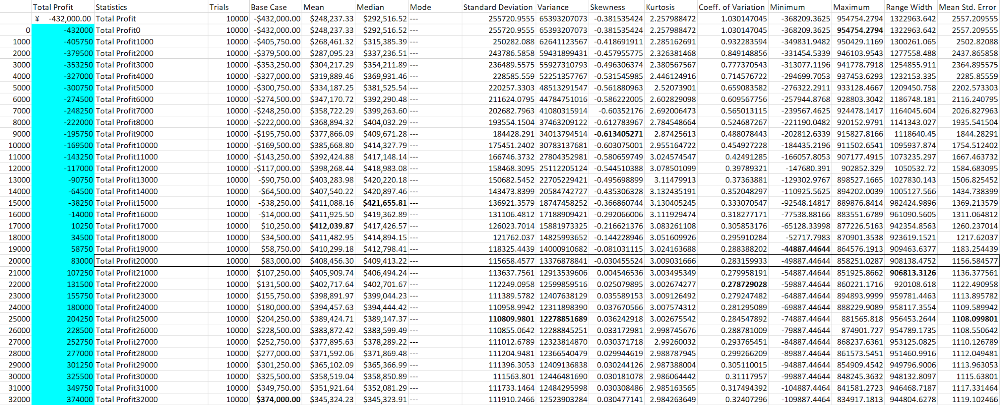 Total Profit Statistics Trials Base Case Mean Median Mode Standard Deviation Variance Skewness Kurtosis Coeff. of Variation Minimum Maximum Range Width Mean Std. Error
¥ -432,000.00 Total Profit 10000 -$432,000.00 $248,237.33 $292,516.52 --- 255720.9555 65393207073 -0.381535424 2.257988472 1.030147045 -368209.3625 954754.2794 1322963.642 2557.209555
0 -432000 Total Profit0 10000 -$432,000.00 $248,237.33 $292,516.52 --- 255720.9555 65393207073 -0.381535424 2.257988472 1.030147045 -368209.3625 954754.2794 1322963.642 2557.209555
1000 -405750 Total Profit1000 10000 -$405,750.00 $268,461.32 $315,385.39 --- 250282.088 62641123567 -0.418691911 2.285162691 0.932283594 -349831.9482 950429.1169 1300261.065 2502.82088
2000 -379500 Total Profit2000 10000 -$379,500.00 $287,095.23 $337,236.51 --- 243786.5858 59431899431 -0.457955775 2.326381468 0.849148856 -331454.5339 946103.9543 1277558.488 2437.865858
3000 -353250 Total Profit3000 10000 -$353,250.00 $304,217.29 $354,211.89 --- 236489.5575 55927310793 -0.496306374 2.380567567 0.777370543 -313077.1196 941778.7918 1254855.911 2364.895575
4000 -327000 Total Profit4000 10000 -$327,000.00 $319,889.46 $369,931.46 --- 228585.559 52251357767 -0.531545985 2.446124916 0.714576722 -294699.7053 937453.6293 1232153.335 2285.85559
5000 -300750 Total Profit5000 10000 -$300,750.00 $334,187.25 $381,525.54 --- 220257.3303 48513291547 -0.561880963 2.52073901 0.659083582 -276322.2911 933128.4667 1209450.758 2202.573303
6000 -274500 Total Profit6000 10000 -$274,500.00 $347,170.72 $392,290.48 --- 211624.0795 44784751016 -0.586222005 2.602829098 0.609567756 -257944.8768 928803.3042 1186748.181 2116.240795
7000 -248250 Total Profit7000 10000 -$248,250.00 $358,722.29 $399,263.60 --- 202682.7963 41080315914 -0.60352176 2.692006473 0.565013115 -239567.4625 924478.1417 1164045.604 2026.827963
8000 -222000 Total Profit8000 10000 -$222,000.00 $368,894.32 $404,032.29 --- 193554.1504 37463209122 -0.612783967 2.784548664 0.524687267 -221190.0482 920152.9791 1141343.027 1935.541504
9000 -195750 Total Profit9000 10000 -$195,750.00 $377,866.09 $409,671.28 --- 184428.291 34013794514 -0.613405271 2.87425613 0.488078443 -202812.6339 915827.8166 1118640.45 1844.28291
10000 -169500 Total Profit10000 10000 -$169,500.00 $385,668.80 $414,327.79 --- 175451.2402 30783137681 -0.603075001 2.955164722 0.454927228 -184435.2196 911502.6541 1095937.874 1754.512402
11000 -143250 Total Profit11000 10000 -$143,250.00 $392,424.88 $417,148.14 --- 166746.3732 27804352981 -0.580659749 3.024574547 0.42491285 -166057.8053 907177.4915 1073235.297 1667.463732
12000 -117000 Total Profit12000 10000 -$117,000.00 $398,268.44 $418,983.08 --- 158468.3095 25112205124 -0.544510388 3.078501099 0.39789321 -147680.391 902852.329 1050532.72 1584.683095
13000 -90750 Total Profit13000 10000 -$90,750.00 $403,283.98 $420,220.18 --- 150682.5452 22705229421 -0.495698899 3.11479913 0.37363881 -129302.9767 898527.1665 1027830.143 1506.825452
14000 -64500 Total Profit14000 10000 -$64,500.00 $407,540.22 $420,897.46 --- 143473.8399 20584742727 -0.435306328 3.132435191 0.352048297 -110925.5625 894202.0039 1005127.566 1434.738399
15000 -38250 Total Profit15000 10000 -$38,250.00 $411,088.16 $421,655.81 --- 136921.3579 18747458252 -0.366860744 3.130405245 0.333070547 -92548.14817 889876.8414 982424.9896 1369.213579
16000 -14000 Total Profit16000 10000 -$14,000.00 $411,925.50 $419,362.89 --- 131106.4812 17188909421 -0.292066006 3.111929474 0.318277171 -77538.88166 883551.6789 961090.5605 1311.064812
17000 10250 Total Profit17000 10000 $10,250.00 $412,039.87 $417,426.57 --- 126023.7014 15881973325 -0.216621376 3.083261108 0.305853176 -65128.33998 877226.5163 942354.8563 1260.237014
18000 34500 Total Profit18000 10000 $34,500.00 $411,482.95 $414,894.15 --- 121762.037 14825993652 -0.144228946 3.051609926 0.295910284 -52717.7983 870901.3538 923619.1521 1217.62037
19000 58750 Total Profit19000 10000 $58,750.00 $410,299.18 $412,798.41 --- 118325.4439 14000910682 -0.081031115 3.024163688 0.288388202 -44887.44644 864576.1913 909463.6377 1183.254439
20000 83000 Total Profit20000 10000 $83,000.00 $408,456.30 $409,413.22 --- 115658.4577 13376878841 -0.030455524 3.009031666 0.283159933 -49887.44644 858251.0287 908138.4752 1156.584577
21000 107250 Total Profit21000 10000 $107,250.00 $405,909.74 $406,494.24 --- 113637.7561 12913539606 0.004546536 3.003495349 0.279958191 -54887.44644 851925.8662 906813.3126 1136.377561
22000 131500 Total Profit22000 10000 $131,500.00 $402,717.64 $402,701.67 --- 112249.0958 12599859516 0.025079895 3.002674277 0.278729028 -59887.44644 860221.1716 920108.618 1122.490958
23000 155750 Total Profit23000 10000 $155,750.00 $398,891.97 $399,044.23 --- 111389.5782 12407638129 0.035589153 3.009126492 0.279247482 -64887.44644 894893.9999 959781.4463 1113.895782
24000 180000 Total Profit24000 10000 $180,000.00 $394,457.63 $394,444.42 --- 110958.9942 12311898390 0.037670566 3.007574312 0.281295089 -69887.44644 888229.9089 958117.3554 1109.589942
25000 204250 Total Profit25000 10000 $204,250.00 $389,424.71 $389,147.37 --- 110809.9801 12278851689 0.036242918 3.002675542 0.284547892 -74887.44644 881565.818 956453.2644 1108.099801
26000 228500 Total Profit26000 10000 $228,500.00 $383,872.42 $383,599.49 --- 110855.0642 12288845251 0.033172981 2.998745676 0.288781009 -79887.44644 874901.727 954789.1735 1108.550642
27000 252750 Total Profit27000 10000 $252,750.00 $377,895.63 $378,289.22 --- 111012.6789 12323814870 0.030371718 2.99260032 0.293765451 -84887.44644 868237.6361 953125.0825 1110.126789
28000 277000 Total Profit28000 10000 $277,000.00 $371,592.06 $371,869.48 --- 111204.9481 12366540479 0.029944619 2.988787945 0.299266209 -89887.44644 861573.5451 951460.9916 1112.049481
29000 301250 Total Profit29000 10000 $301,250.00 $365,102.09 $365,366.99 --- 111396.3053 12409136838 0.030244126 2.987388004 0.305110015 -94887.44644 854909.4542 949796.9006 1113.963053
30000 325500 Total Profit30000 10000 $325,500.00 $358,519.04 $358,850.89 --- 111563.801 12446481690 0.030181078 2.986064442 0.31117957 -99887.44644 848245.3632 948132.8097 1115.63801
31000 349750 Total Profit31000 10000 $349,750.00 $351,921.64 $352,081.29 --- 111733.1464 12484295998 0.030308486 2.985163565 0.317494392 -104887.4464 841581.2723 946468.7187 1117.331464
32000 374000 Total Profit32000 10000 $374,000.00 $345,324.23 $345,323.91 --- 111910.2466 12523903284 0.030477141 2.984263649 0.32407296 -109887.4464 834917.1813 944804.6278 1119.102466